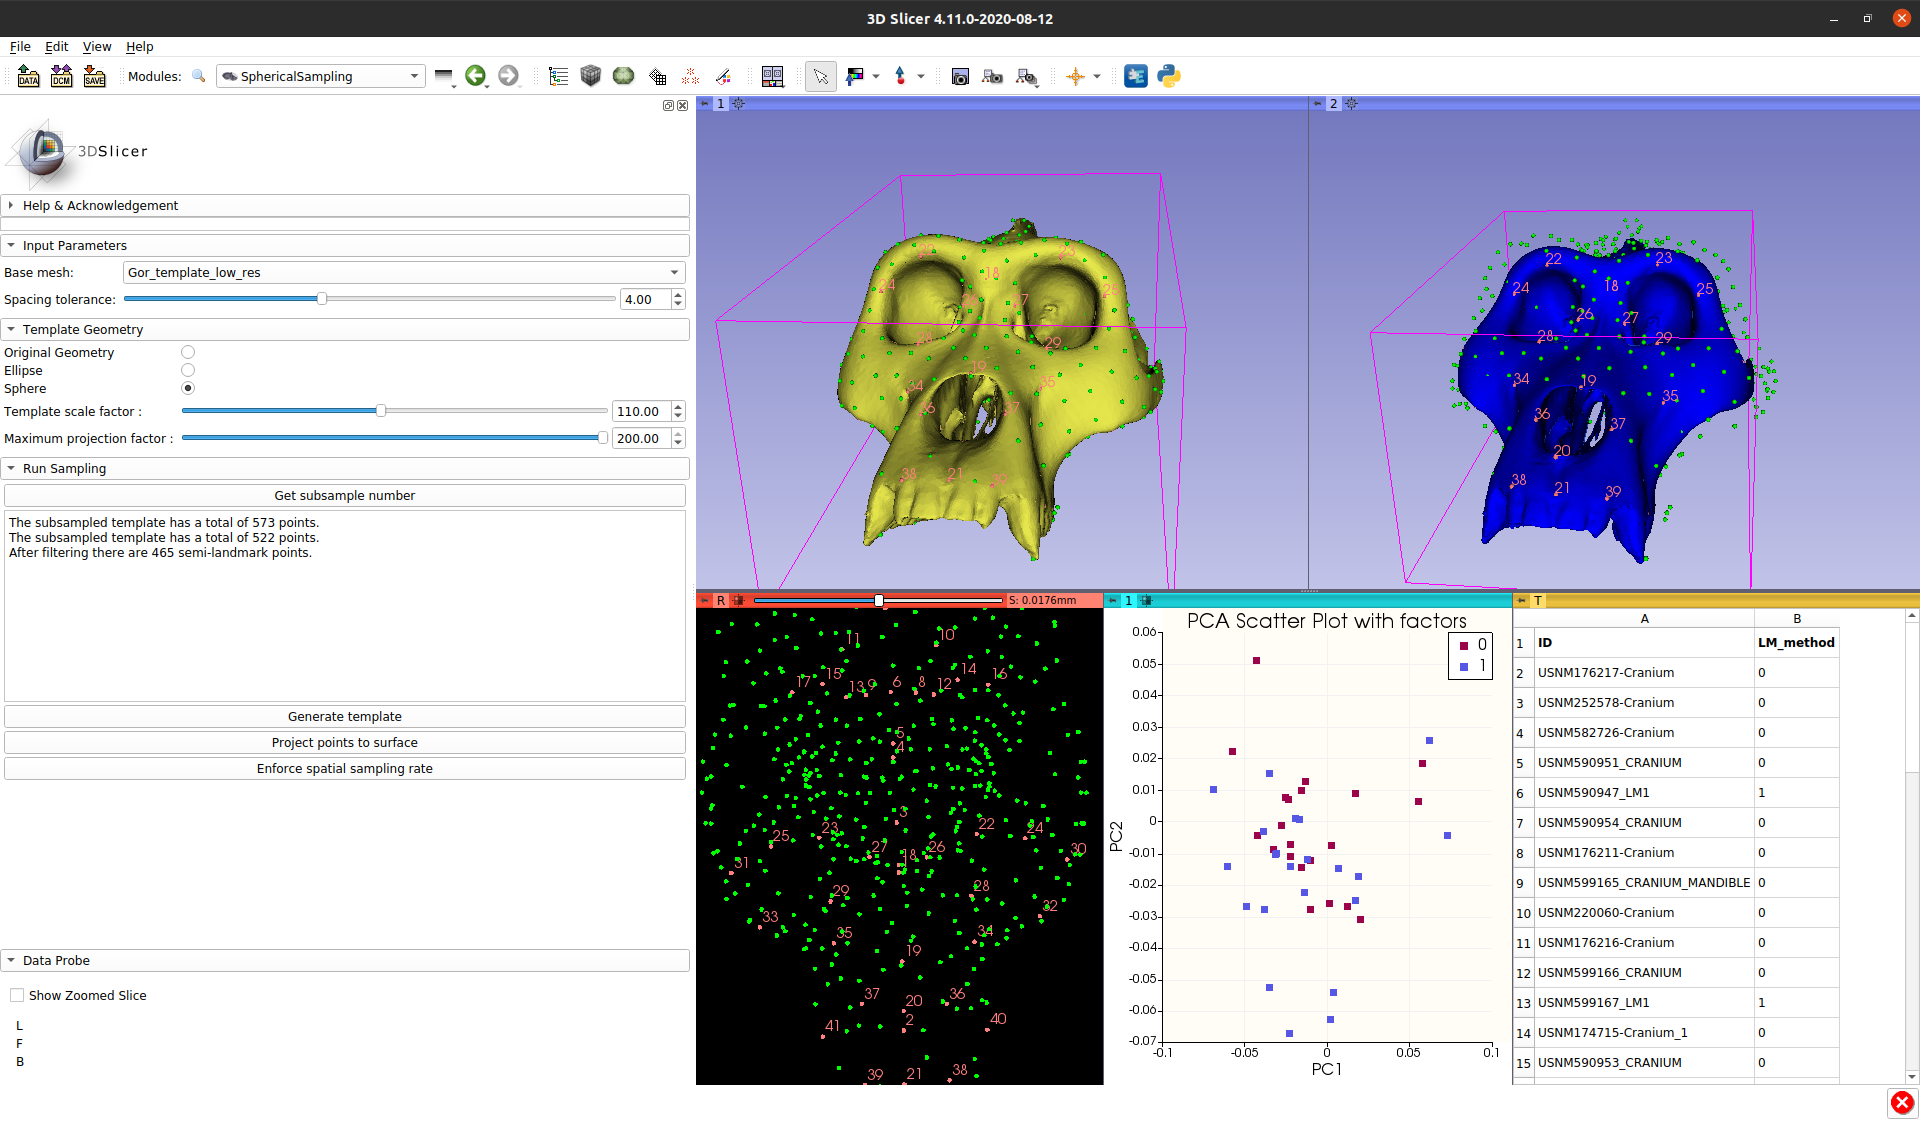 3D Slicer 4.11.0-2020-08-12
File Edit View Help
DATA DCM SAVE Modules: SphericalSampling
3DSlicer
Help & Acknowledgement
Input Parameters
Base mesh: Gor_template_low_res
Spacing tolerance: 4.00
Template Geometry
Original Geometry
Ellipse
Sphere
Template scale factor : 110.00
Maximum projection factor : 200.00
Run Sampling
Get subsample number
The subsampled template has a total of 573 points.
The subsampled template has a total of 522 points.
After filtering there are 465 semi-landmark points.
Generate template
Project points to surface
Enforce spatial sampling rate
Data Probe
Show Zoomed Slice
L
F
B
1
18
24
25
29
19
34
35
36
37
38
21
39
2
22
23
24
18
25
26
27
28
29
34
19
35
36
37
20
38
21
39
R S: 0.0176mm
11
10
17
15
13
9
6
8
12
14
16
5
4
3
25
23
22
24
27
18
26
30
31
29
28
33
32
35
34
19
37
20
36
41
2
40
39
21
38
1
PCA Scatter Plot with factors
0
1
0.06
0.05
0.04
0.03
0.02
0.01
0
-0.01
-0.02
-0.03
-0.04
-0.05
-0.06
-0.07
PC2
-0.1 -0.05 0 0.05 0.1
PC1
T
A B
1 ID LM_method
2 USNM176217-Cranium 0
3 USNM252578-Cranium 0
4 USNM582726-Cranium 0
5 USNM590951_CRANIUM 0
6 USNM590947_LM1 1
7 USNM590954_CRANIUM 0
8 USNM176211-Cranium 0
9 USNM599165_CRANIUM_MANDIBLE 0
10 USNM220060-Cranium 0
11 USNM176216-Cranium 0
12 USNM599166_CRANIUM 0
13 USNM599167_LM1 1
14 USNM174715-Cranium_1 0
15 USNM590953_CRANIUM 0